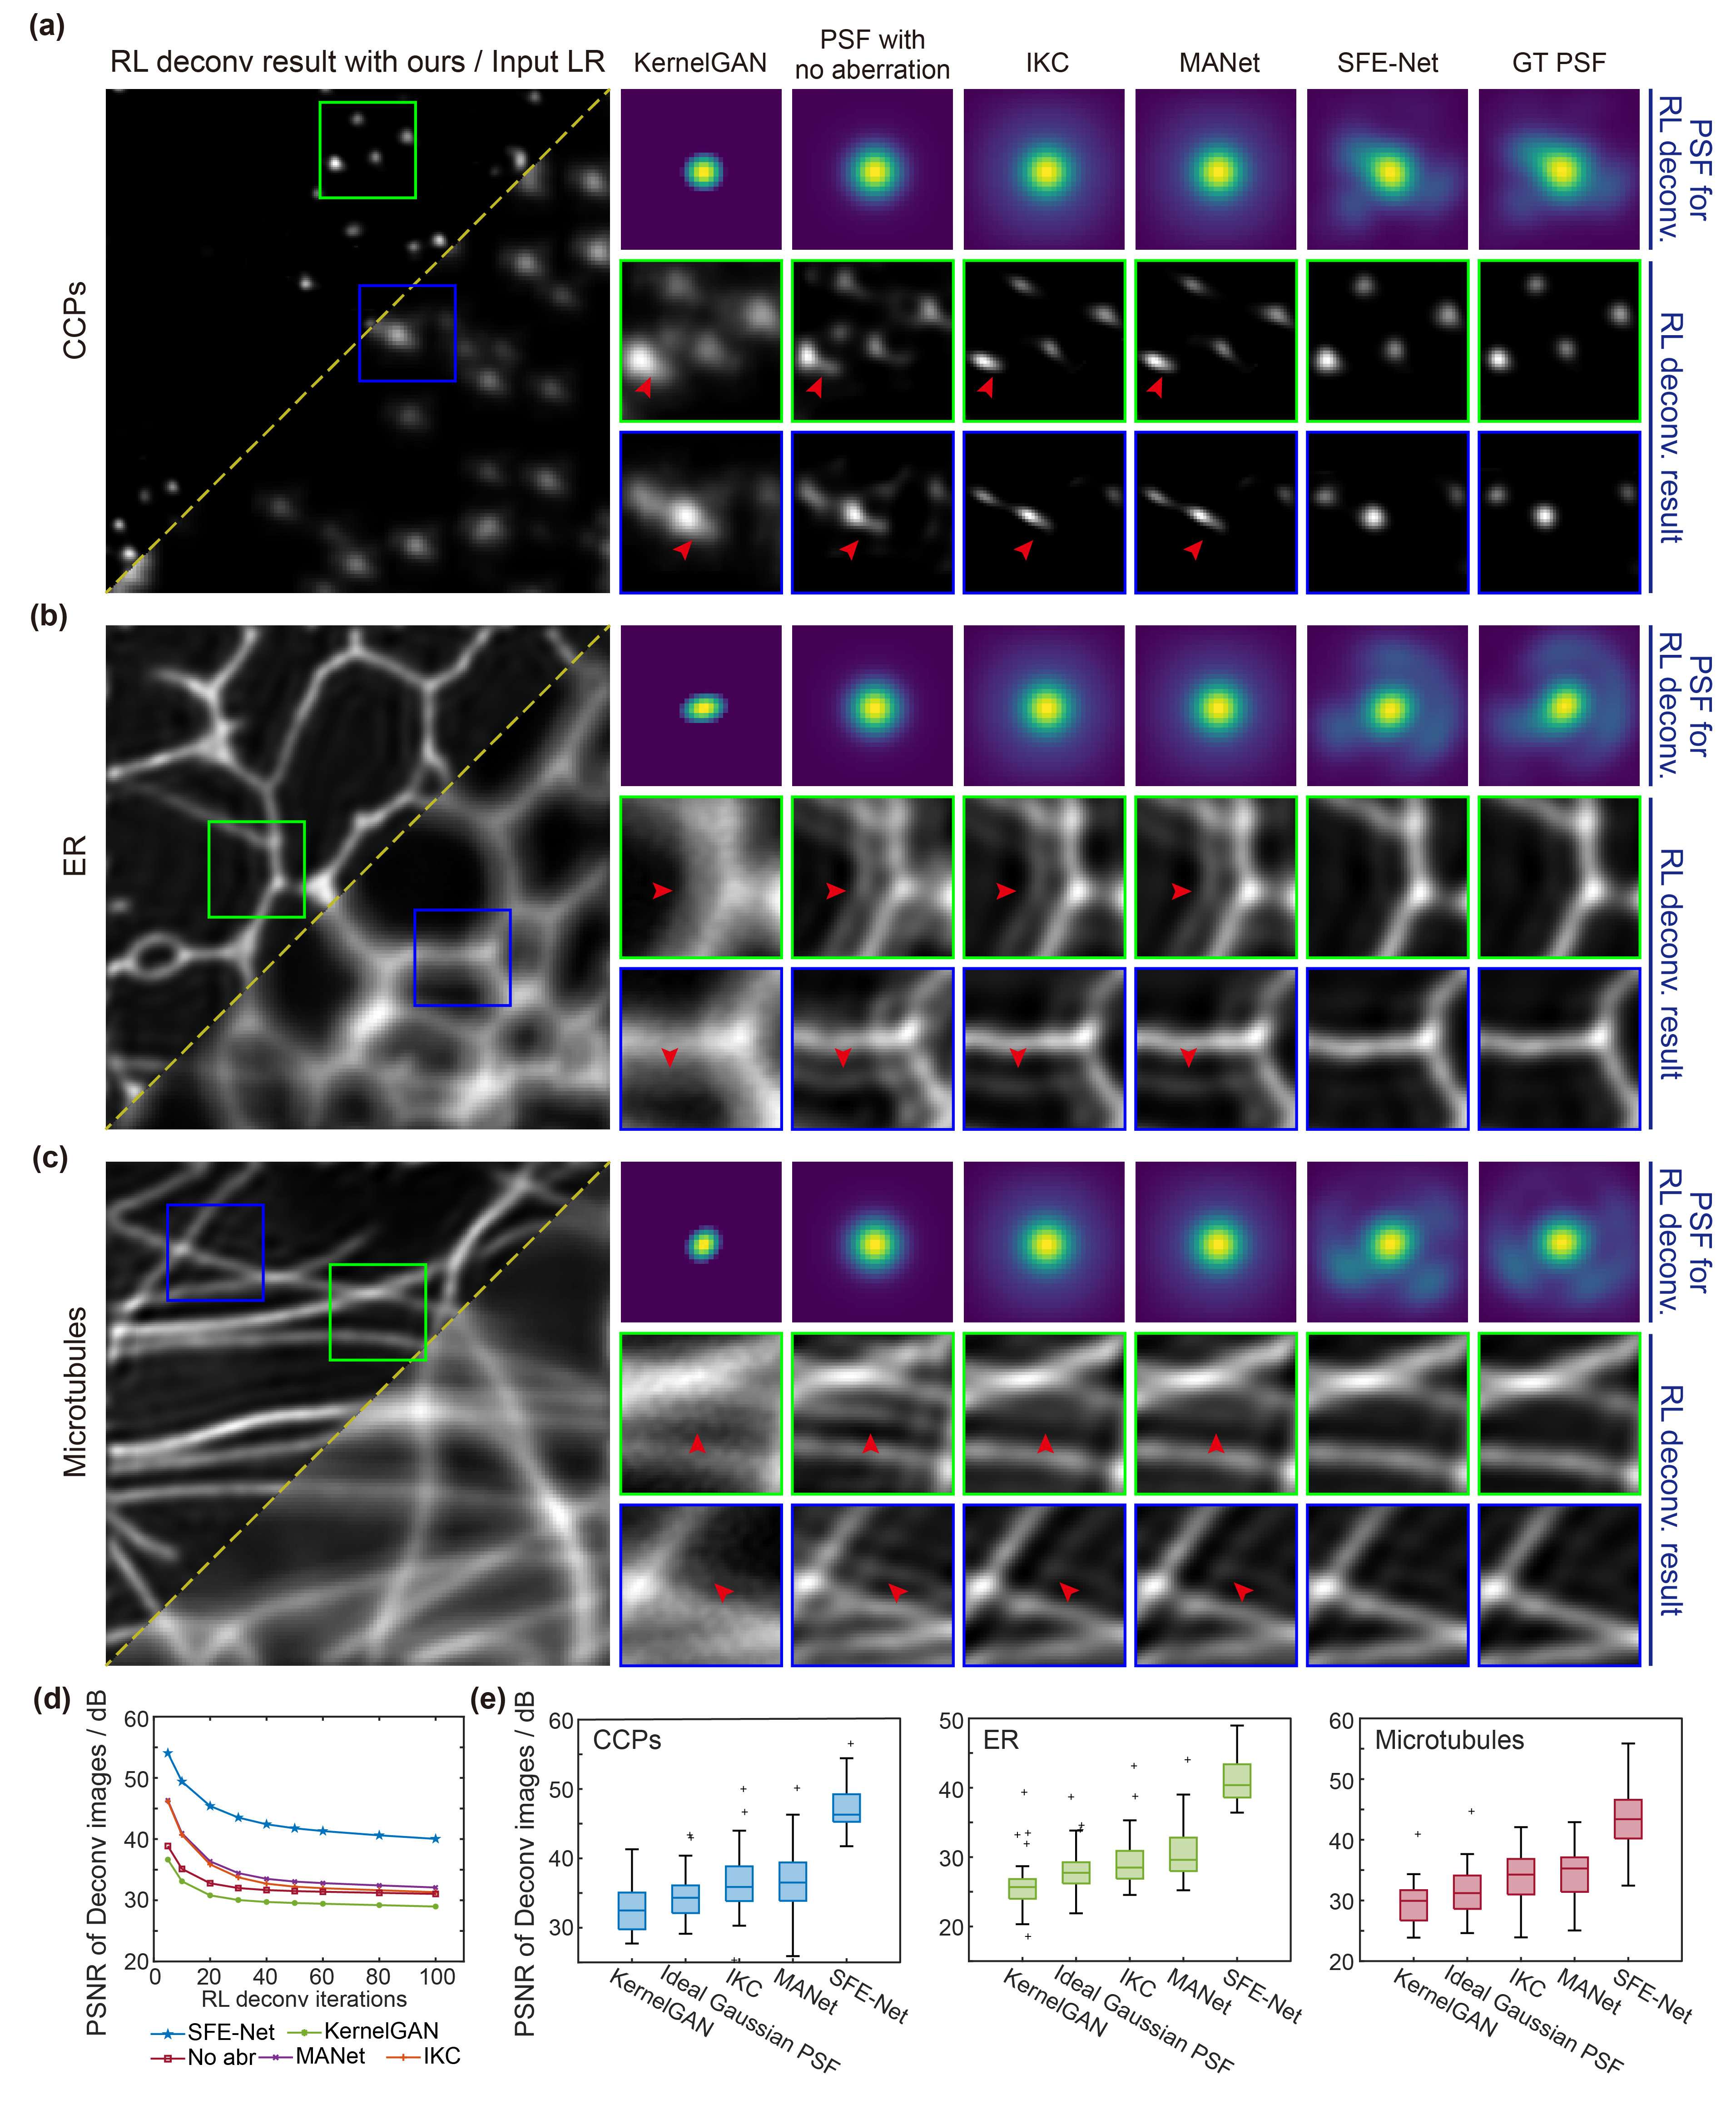 (a)
RL deconv result with ours / Input LR
KernelGAN
PSF with
no aberration
IKC
MANet
SFE-Net
GT PSF
CCPs
PSF for
RL deconv.
RL deconv. result
(b)
ER
PSF for
RL deconv.
RL deconv. result
(c)
Microtubules
PSF for
RL deconv.
RL deconv. result
(d)
PSNR of Deconv images / dB
60
50
40
30
20
0 20 40 60 80 100
RL deconv iterations
SFE-Net KernelGAN
No abr MANet IKC
(e)
PSNR of Deconv images / dB
CCPs
60
50
40
30
KernelGAN
Ideal Gaussian PSF
IKC
MANet
SFE-Net
ER
50
40
30
20
KernelGAN
Ideal Gaussian PSF
IKC
MANet
SFE-Net
Microtubules
60
50
40
30
20
KernelGAN
Ideal Gaussian PSF
IKC
MANet
SFE-Net